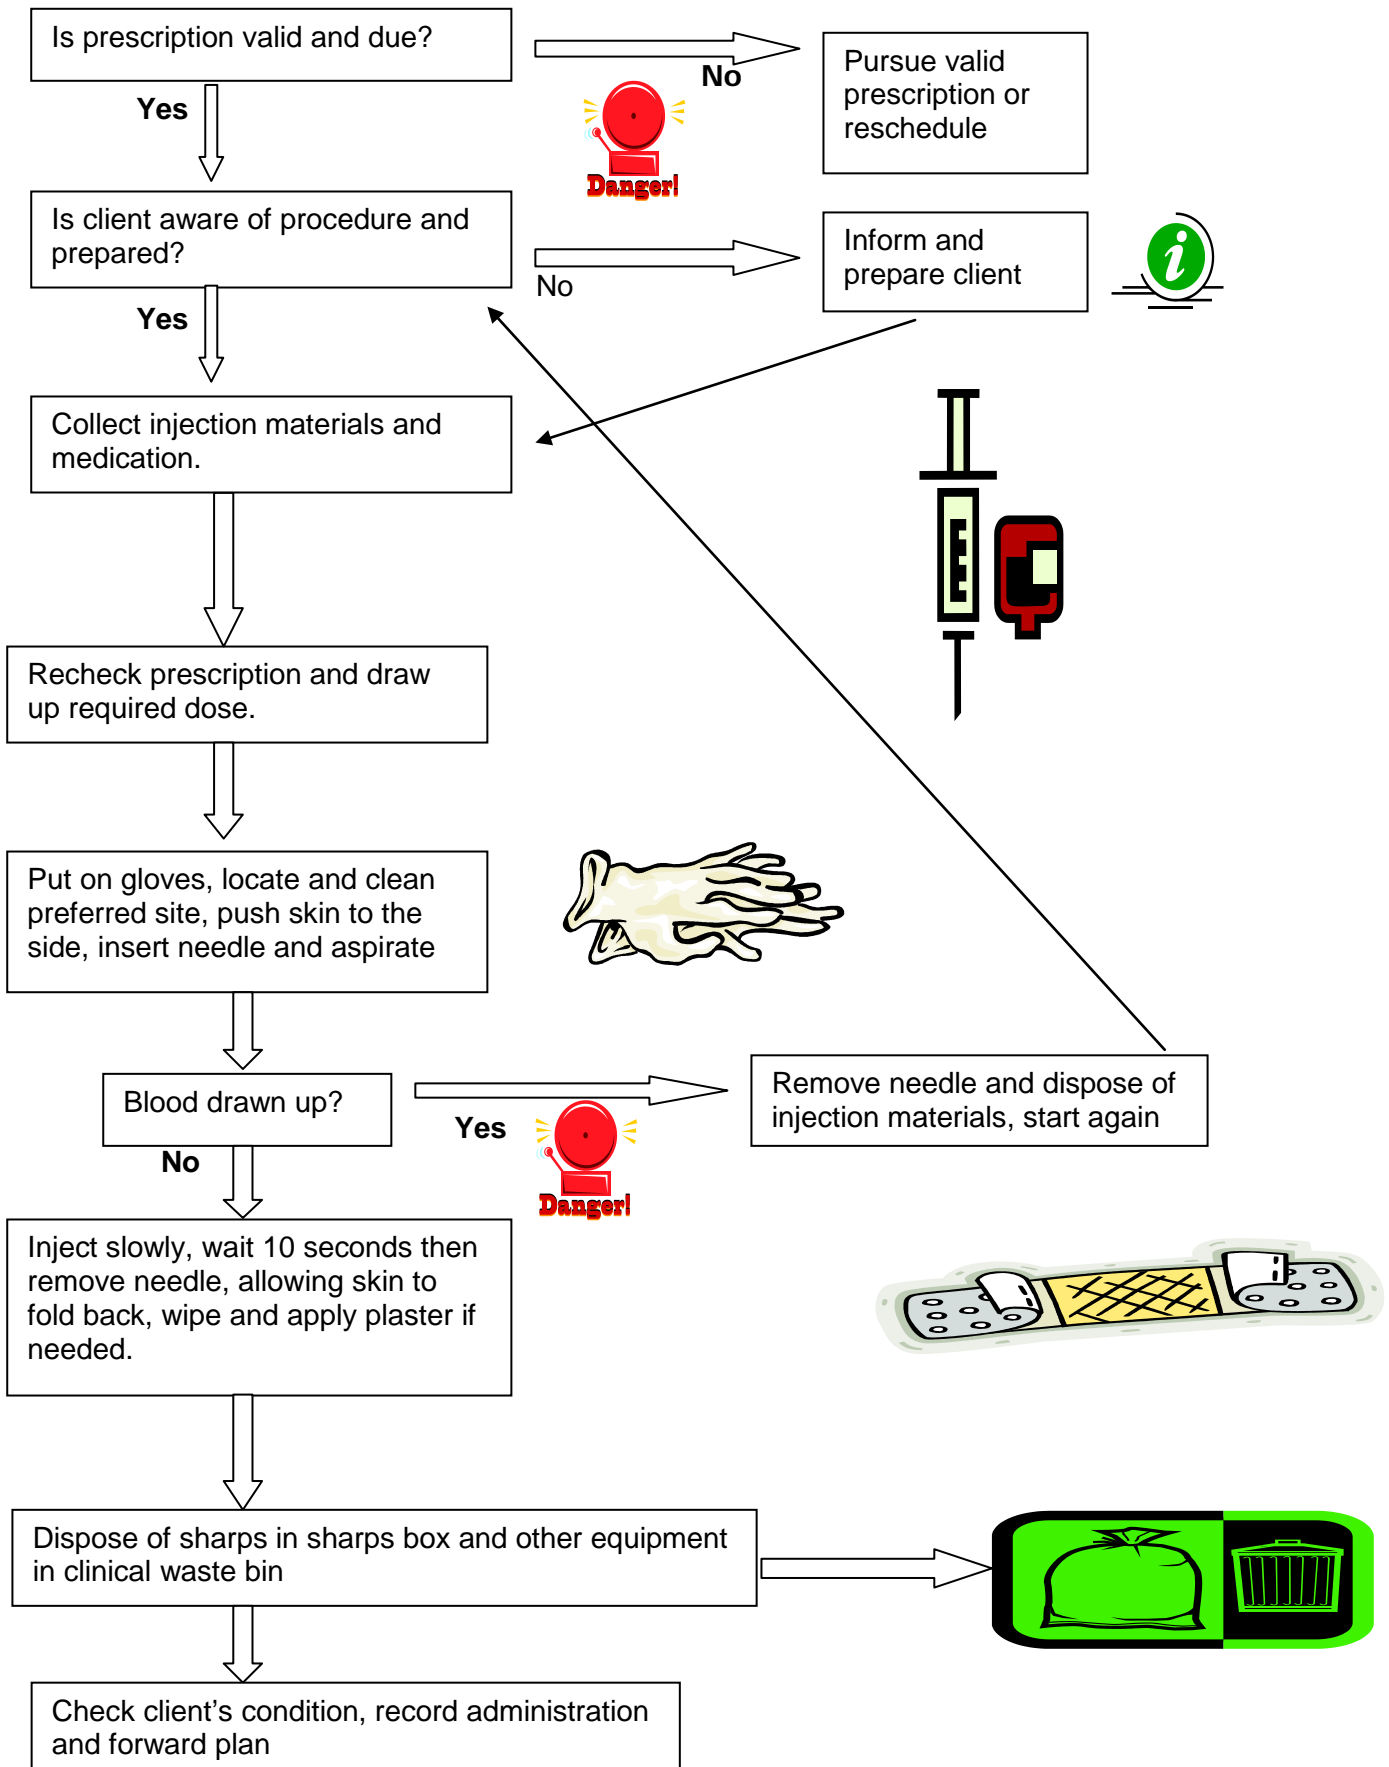 Is prescription valid and due?
No
Pursue valid
prescription or
reschedule
Yes
Danger!
Is client aware of procedure and
prepared?
No
Inform and
prepare client
i
Yes
Collect injection materials and
medication.
Recheck prescription and draw
up required dose.
Put on gloves, locate and clean
preferred site, push skin to the
side, insert needle and aspirate
Blood drawn up?
Yes
Danger!
Remove needle and dispose of
injection materials, start again
No
Inject slowly, wait 10 seconds then
remove needle, allowing skin to
fold back, wipe and apply plaster if
needed.
Dispose of sharps in sharps box and other equipment
in clinical waste bin
Check client’s condition, record administration
and forward plan